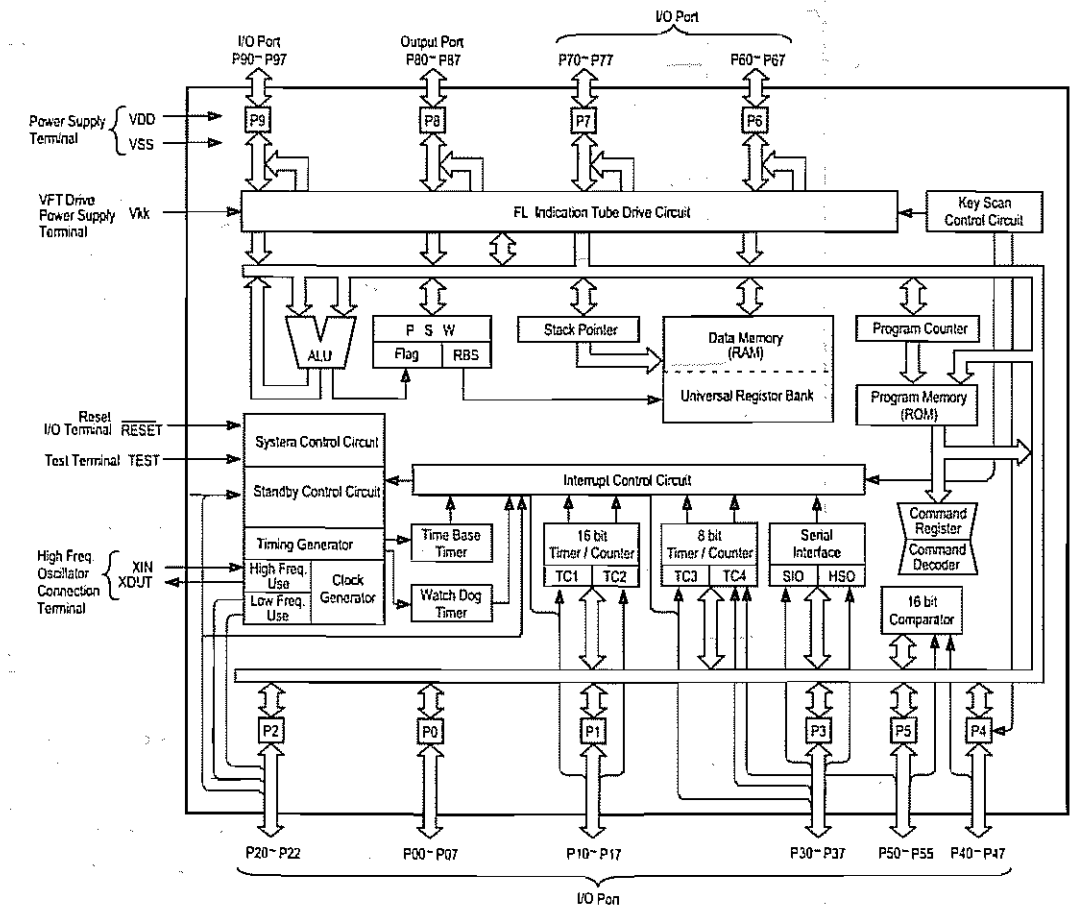 I/O Port
I/O Port
P90~P97
Output Port
P80~P87
P70~P77
P60~P67
Power Supply
Terminal
VDD
VSS
P9
P8
P7
P6
VFT Drive
Power Supply
Terminal
Vkk
FL Indication Tube Drive Circuit
Key Scan
Control Circuit
ALU
P S W
Flag
RBS
Stack Pointer
Data Memory
(RAM)
Universal Register Bank
Program Counter
Program Memory
(ROM)
Reset
I/O Terminal RESET
Test Terminal TEST
Systera Control Circuit
Standby Control Circuit
Timing Generator
High Freq.
Use
Low Freq.
Use
Clock
Generator
High Freq.
Oscillator
Connection
Terminal
XIN
XDUT
Interrupt Control Circuit
Time Base
Timer
Watch Dog
Timer
16 bit
Timer / Counter
TC1
TC2
8 bit
Timer / Counter
TC3
TC4
Serial
Interface
SIO
HSO
Command
Register
Command
Decoder
16 bit
Comparator
P2
P0
P1
P3
P5
P4
P20~P22
P00~P07
P10~P17
P30~P37
P50~P55
P40~P47
I/O Port